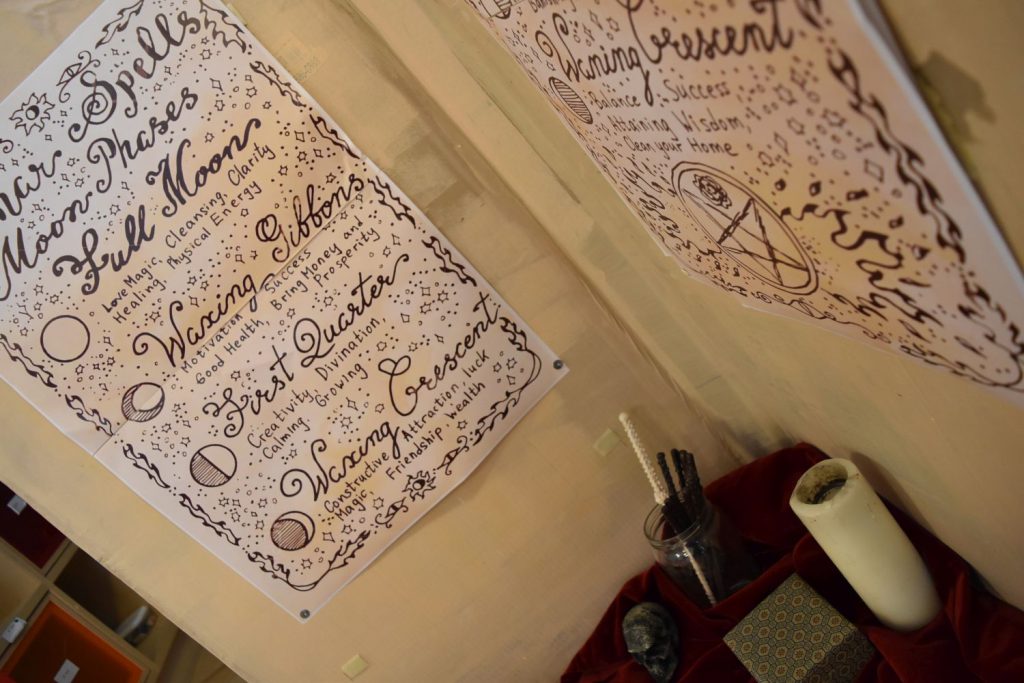 nar Spells
Moon Phases
Full Moon
Love Magic, Cleansing, Clarity
Healing, Physical Energy
Waxing Gibbons
Motivation, Success
Good Health, Bring Money and Prosperity
First Quarter
Creativity, Divination,
Calming Growing
Waxing Crescent
Constructive Attraction, luck
Magic, Friendship wealth
Waning Crescent
Balance, Success
Attaining Wisdom,
Clean your Home